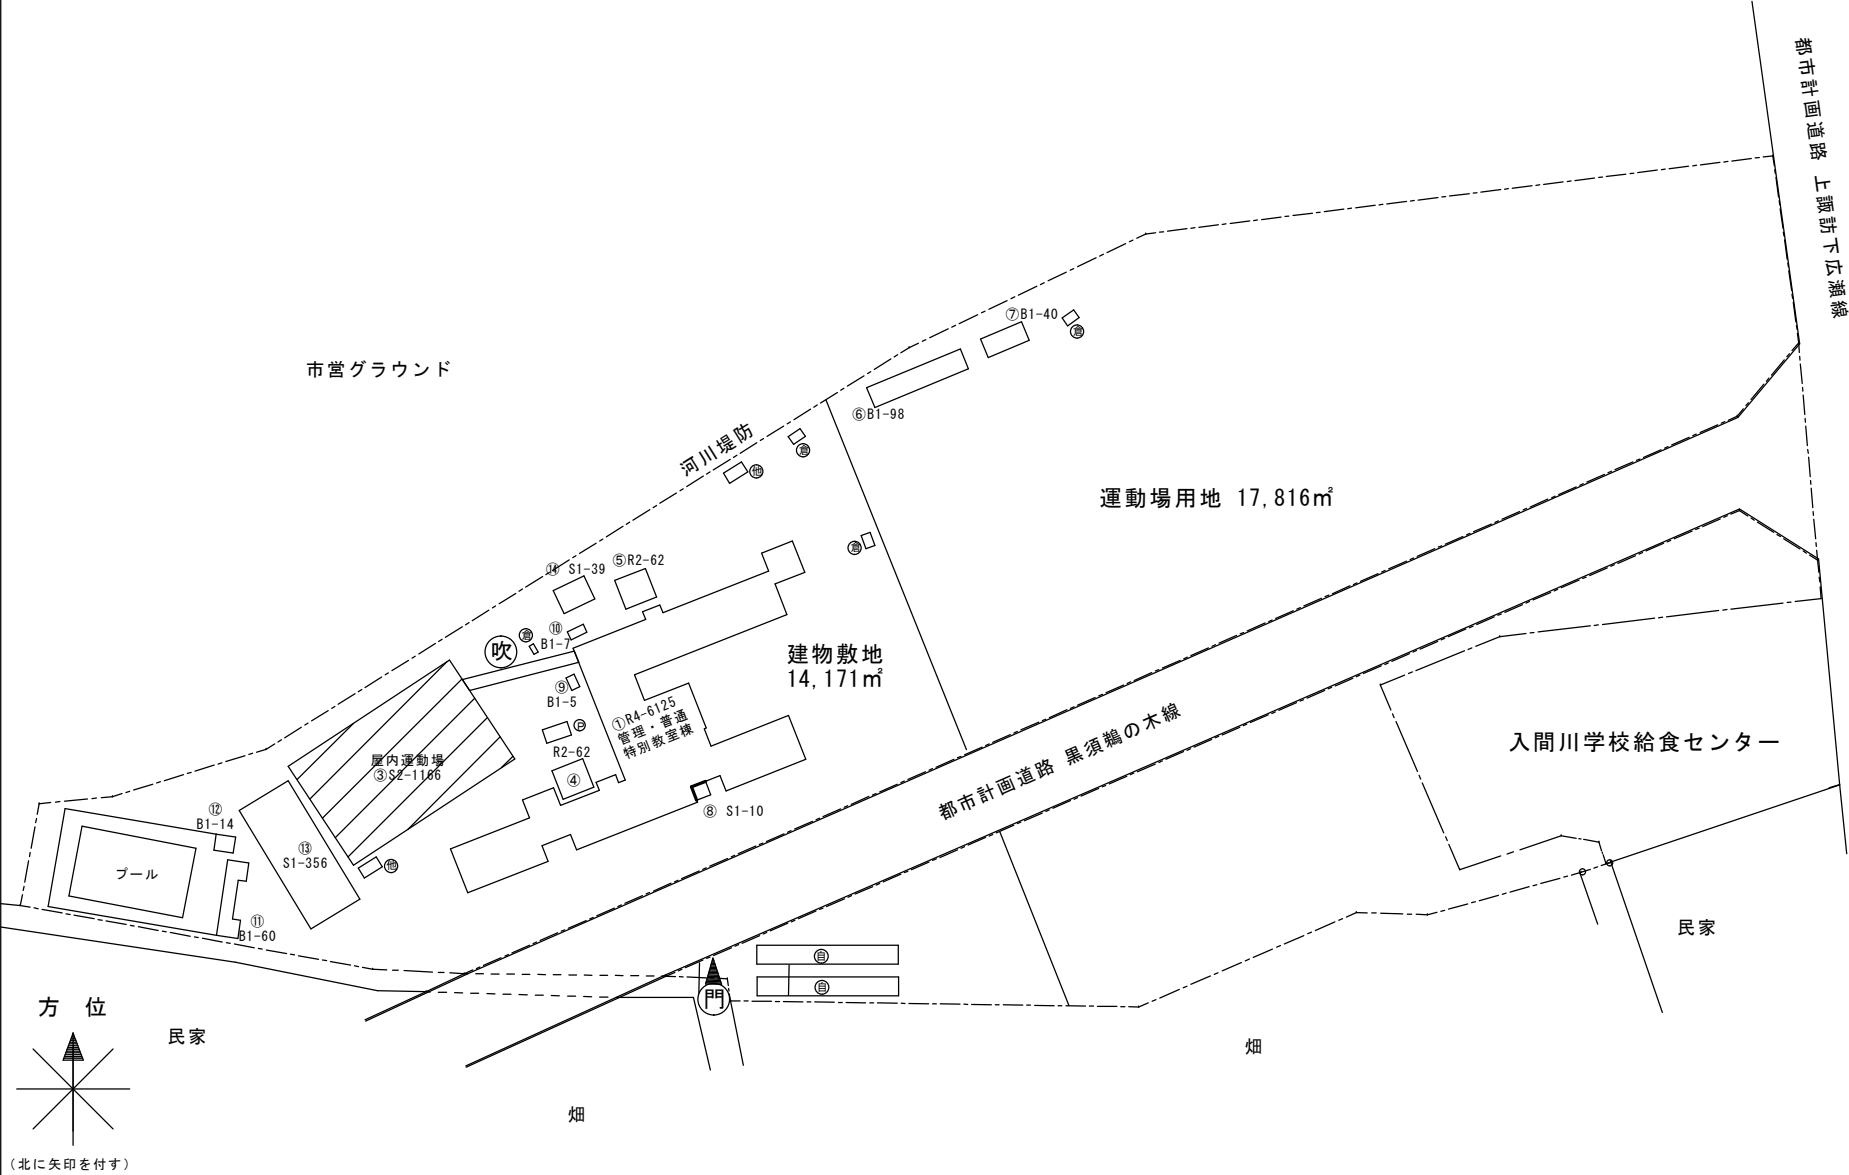 都市計画道路 上諏訪下広瀬線
⑦B1-40
倉
市営グラウンド
⑥B1-98
河川堤防
倉
他
運動場用地 17,816㎡
倉
⑭ S1-39
⑤R2-62
⑩
B1-7
倉
吹
建物敷地
14,171㎡
⑨
B1-5
①R4-6125
管理・普通
特別教室棟
P
R2-62
④
屋内運動場
③S2-1166
都市計画道路 黒須鵜の木線
入間川学校給食センター
⑧ S1-10
⑫
B1-14
⑬
S1-356
他
プール
⑪
B1-60
民家
自
自
門
方 位
民家
畑
畑
(北に矢印を付す)